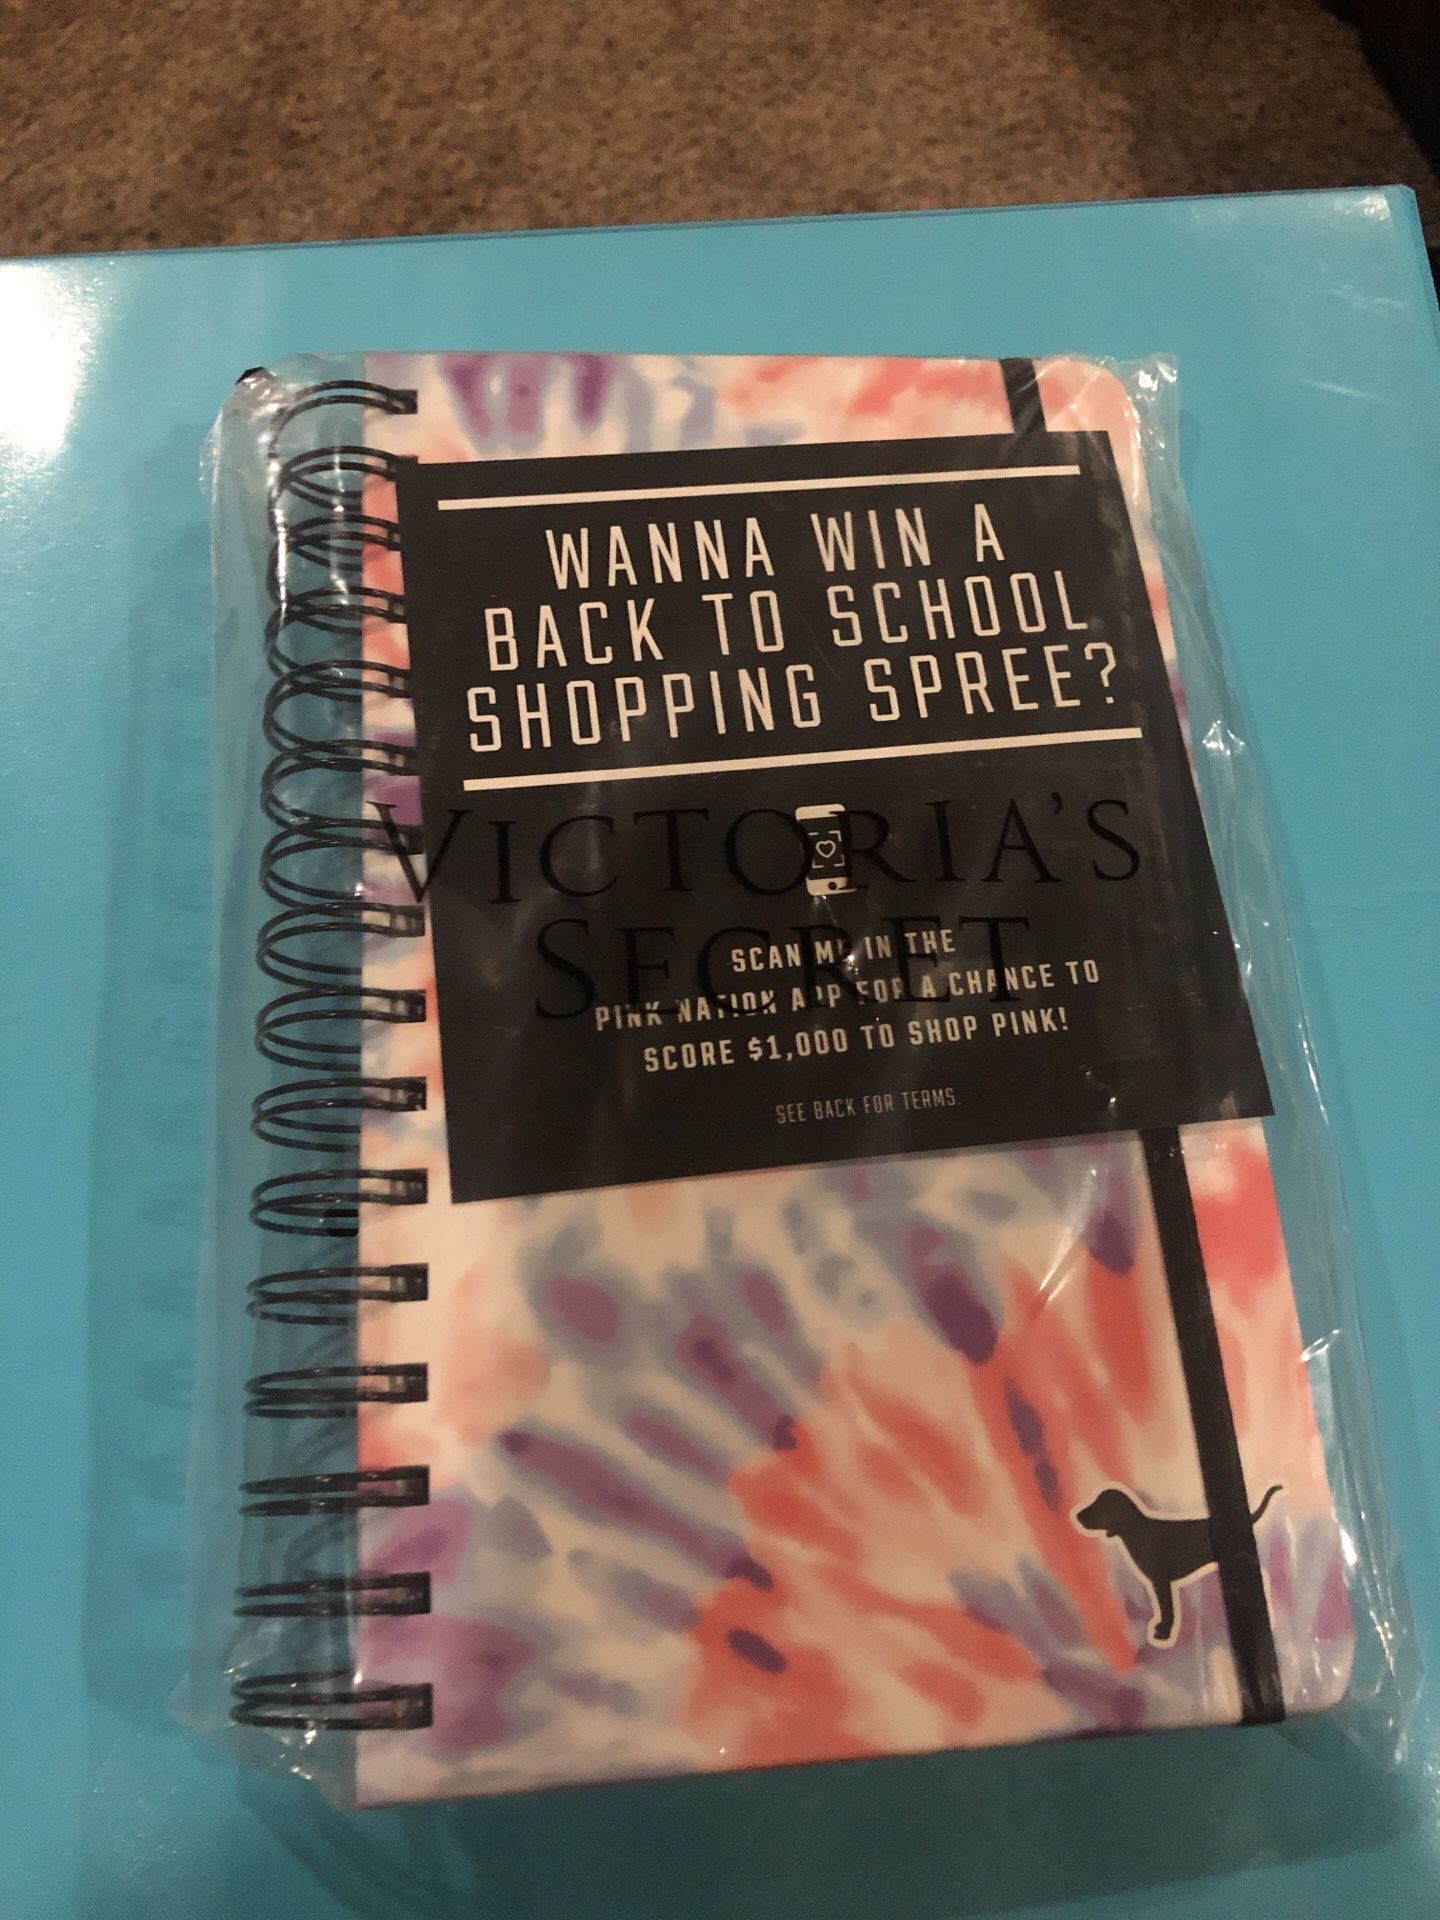 WANNA WIN A
BACK TO SCHOOL
SHOPPING SPREE?
VICTORIA'S
SECRET
SCAN ME IN THE
PINK NATION APP FOR A CHANCE TO
SCORE $1,000 TO SHOP PINK!
SEE BACK FOR TERMS.